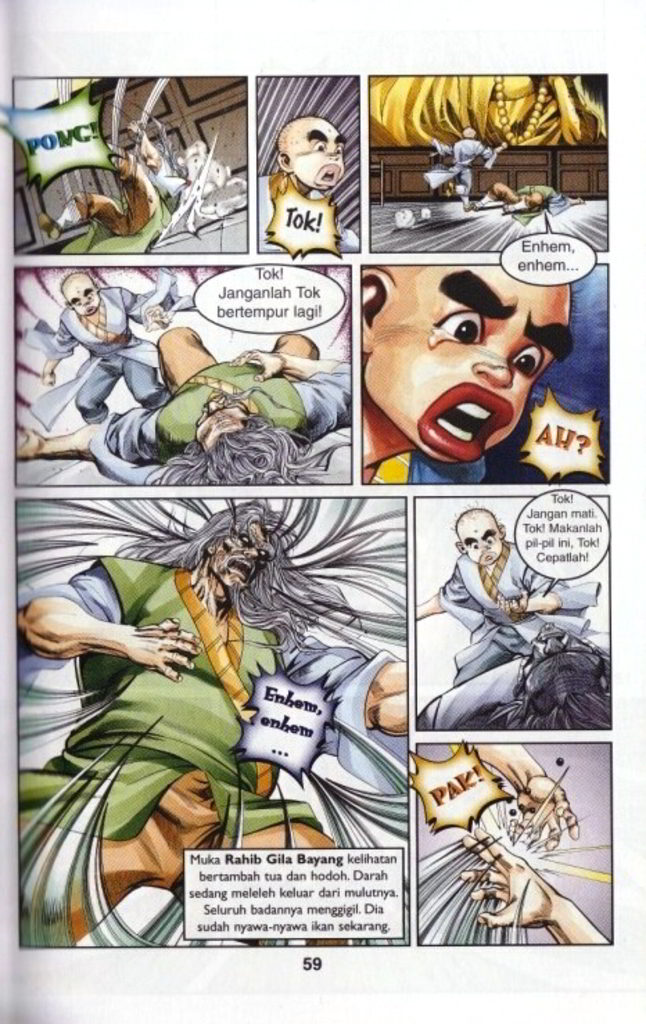 PONG!
Tok!
Enhem,
enhem...
Tok!
Janganlah Tok
bertempur lagi!
AH?
Enhem,
enhem
...
Muka Rahib Gila Bayang kelihatan
bertambah tua dan hodoh. Darah
sedang meleleh keluar dari mulutnya.
Seluruh badannya menggigil. Dia
sudah nyawa-nyawa ikan sekarang.
Tok!
Jangan mati.
Tok! Makanlah
pil-pil ini, Tok!
Cepatlah!
PAK!
59